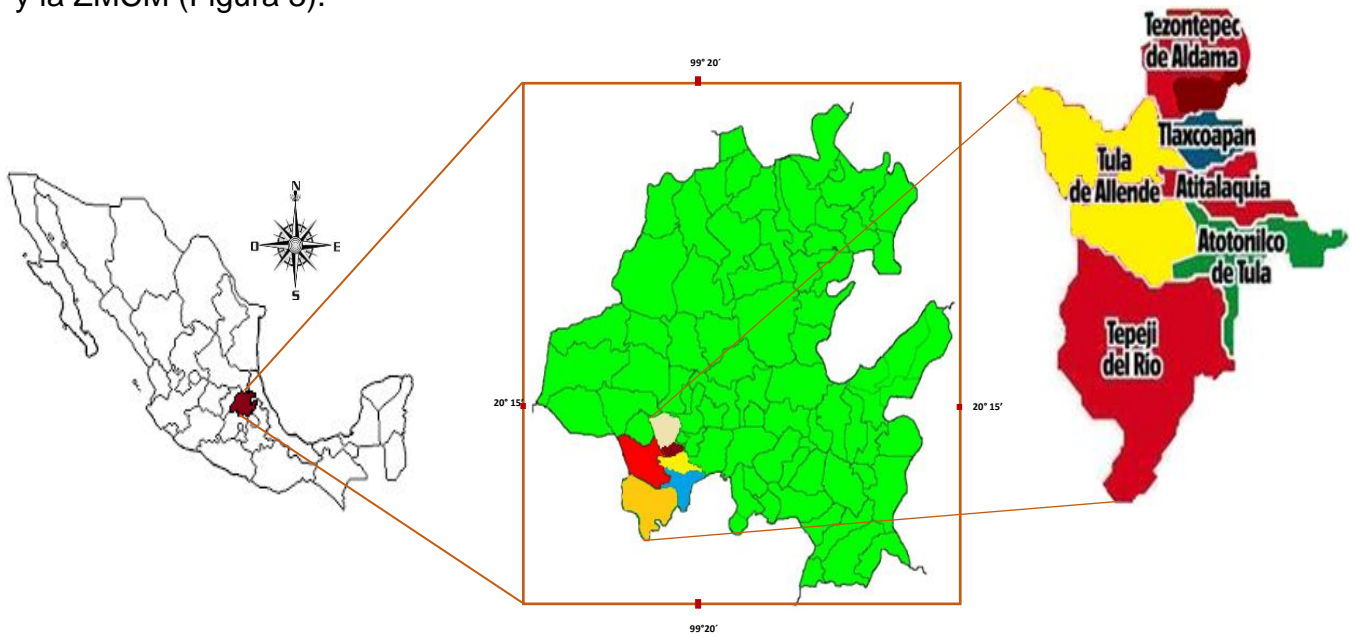 y la ZMCM (Figura 3).
99° 20´
Tezontepec
de Aldama
Tlaxcoapan
Tula
de Allende
Atitalaquia
Atotonilco
de Tula
Tepeji
del Río
N
O
E
S
20° 15'
20° 15'
99°20´